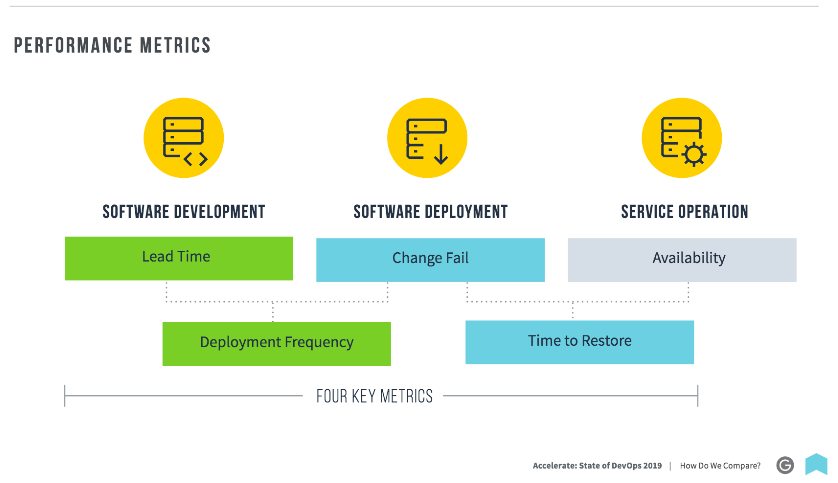 PERFORMANCE METRICS
SOFTWARE DEVELOPMENT
SOFTWARE DEPLOYMENT
SERVICE OPERATION
Lead Time
Change Fail
Availability
Deployment Frequency
Time to Restore
FOUR KEY METRICS
Accelerate: State of DevOps 2019 | How Do We Compare?
G